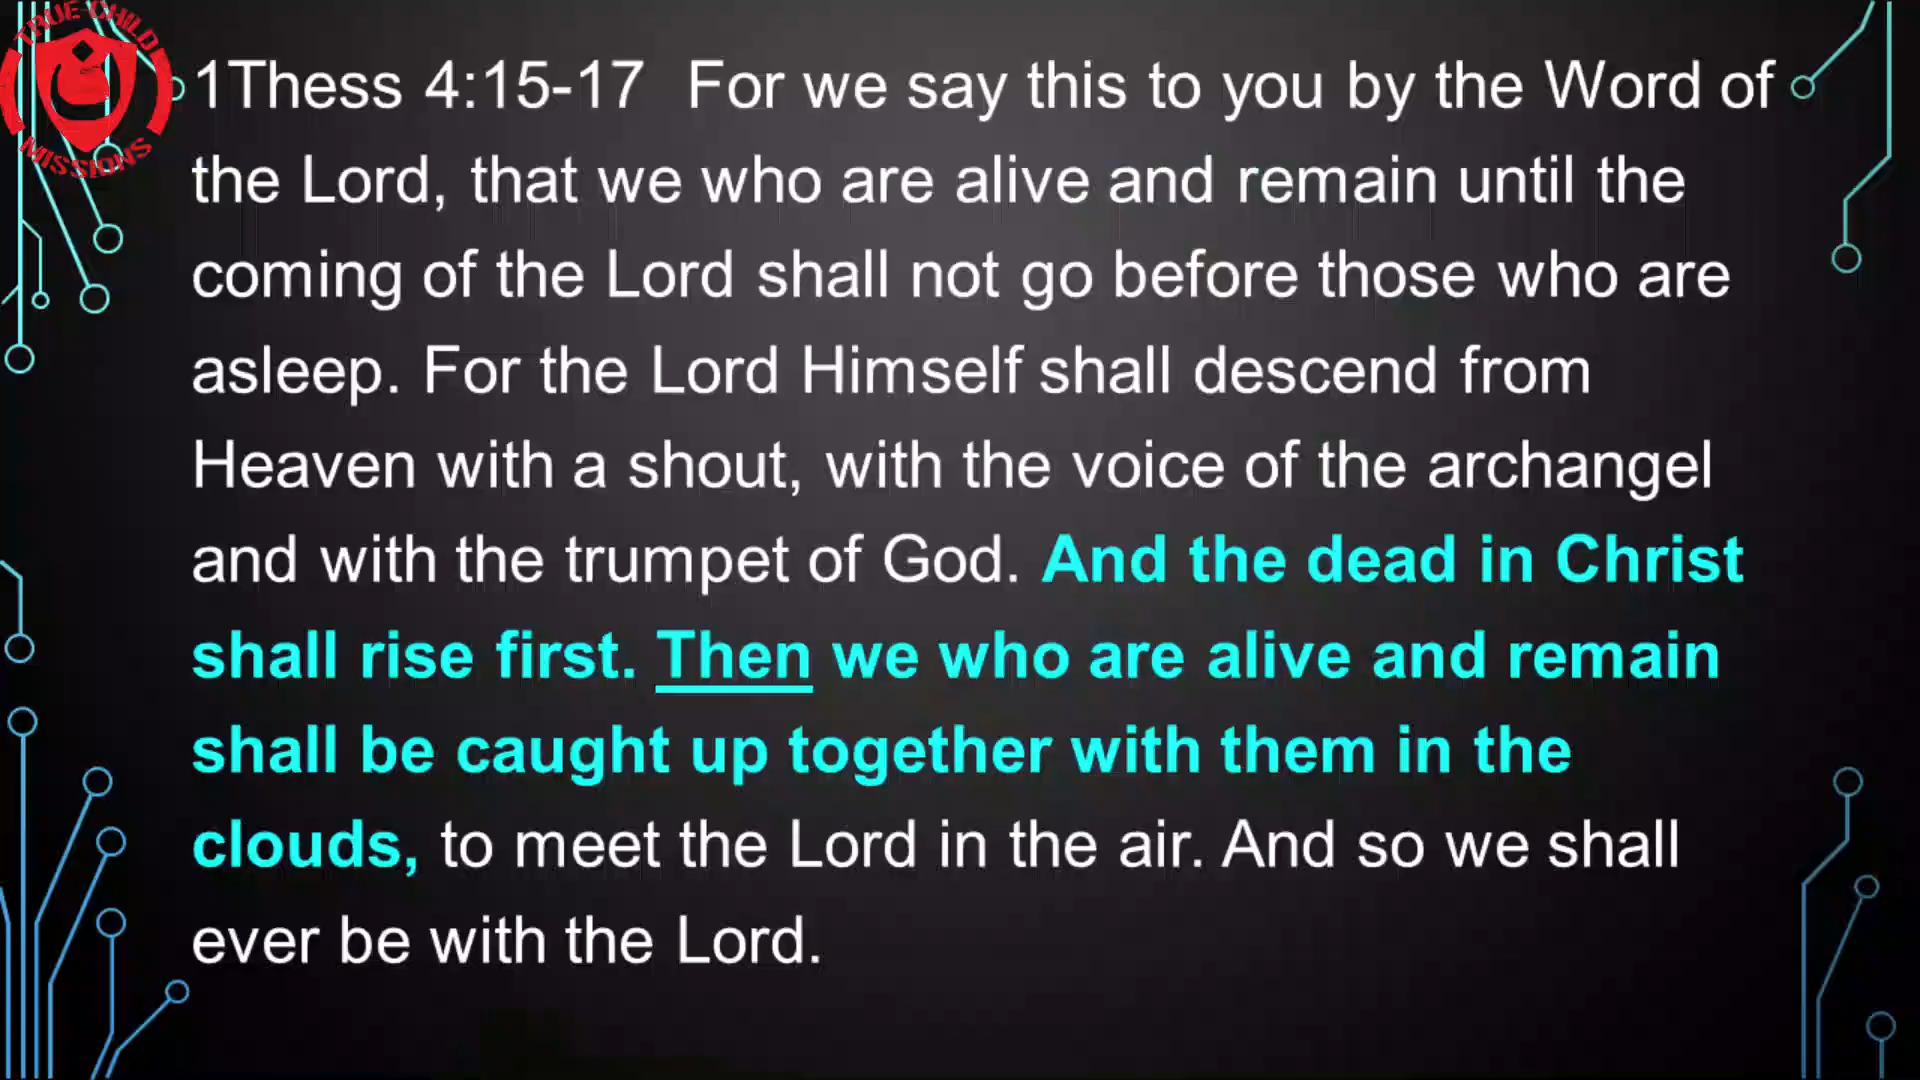 TRUE-CHILD
MISSIONS
1Thess 4:15-17  For we say this to you by the Word of
the Lord, that we who are alive and remain until the
coming of the Lord shall not go before those who are
asleep. For the Lord Himself shall descend from
Heaven with a shout, with the voice of the archangel
and with the trumpet of God. And the dead in Christ
shall rise first. Then we who are alive and remain
shall be caught up together with them in the
clouds, to meet the Lord in the air. And so we shall
ever be with the Lord.